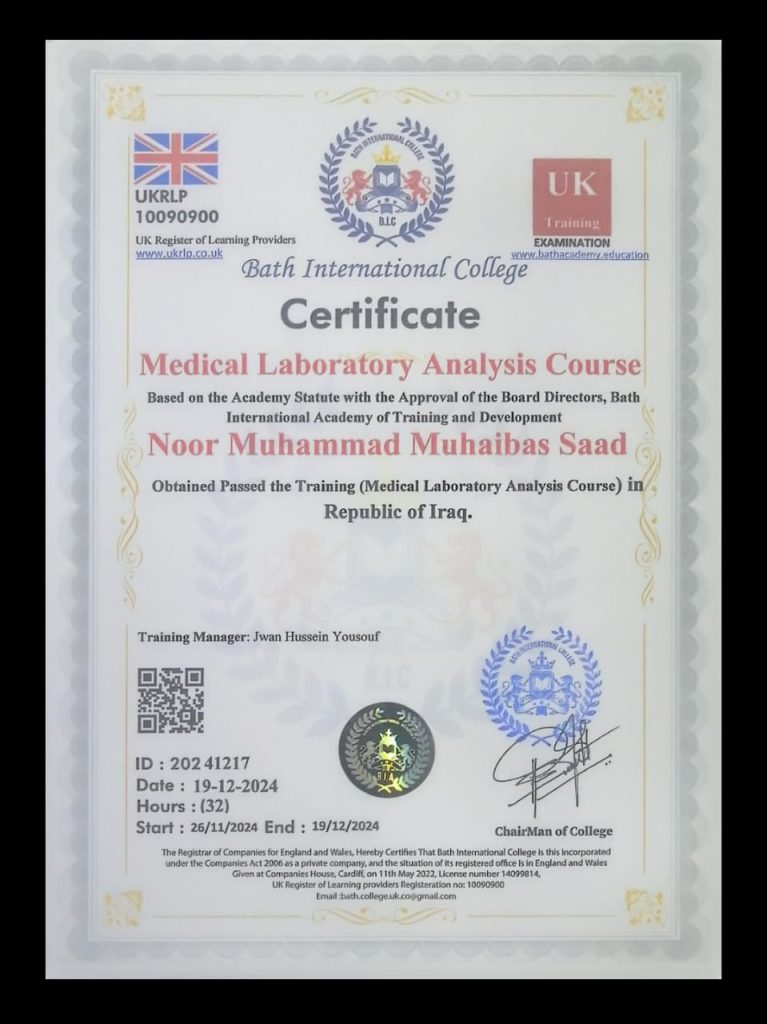 BATH INTERNATIONAL COLLEGE
B.I.C
UKRLP
10090900
UK Register of Learning Providers
www.ukrlp.co.uk
UK
Training
EXAMINATION
www.bathacademy.education
Bath International College
Certificate
Medical Laboratory Analysis Course
Based on the Academy Statute with the Approval of the Board Directors, Bath
International Academy of Training and Development
Noor Muhammad Muhaibas Saad
Obtained Passed the Training (Medical Laboratory Analysis Course) in
Republic of Iraq.
B.I.C
Training Manager: Jwan Hussein Yousouf
BATH INTERNATIONAL COLLEGE
B.I.A
ID : 20241217
Date : 19-12-2024
Hours : (32)
Start : 26/11/2024 End : 19/12/2024
ChairMan of College
The Registrar of Companies for England and Wales, Hereby Certifies That Bath International College is this incorporated
under the Companies Act 2006 as a private company, and the situation of its registered office is in England and Wales
Given at Companies House, Cardiff, on 11th May 2022, License number 14099814,
UK Register of Learning providers Registeration no: 10090900
Email :bath.college.uk.co@gmail.com